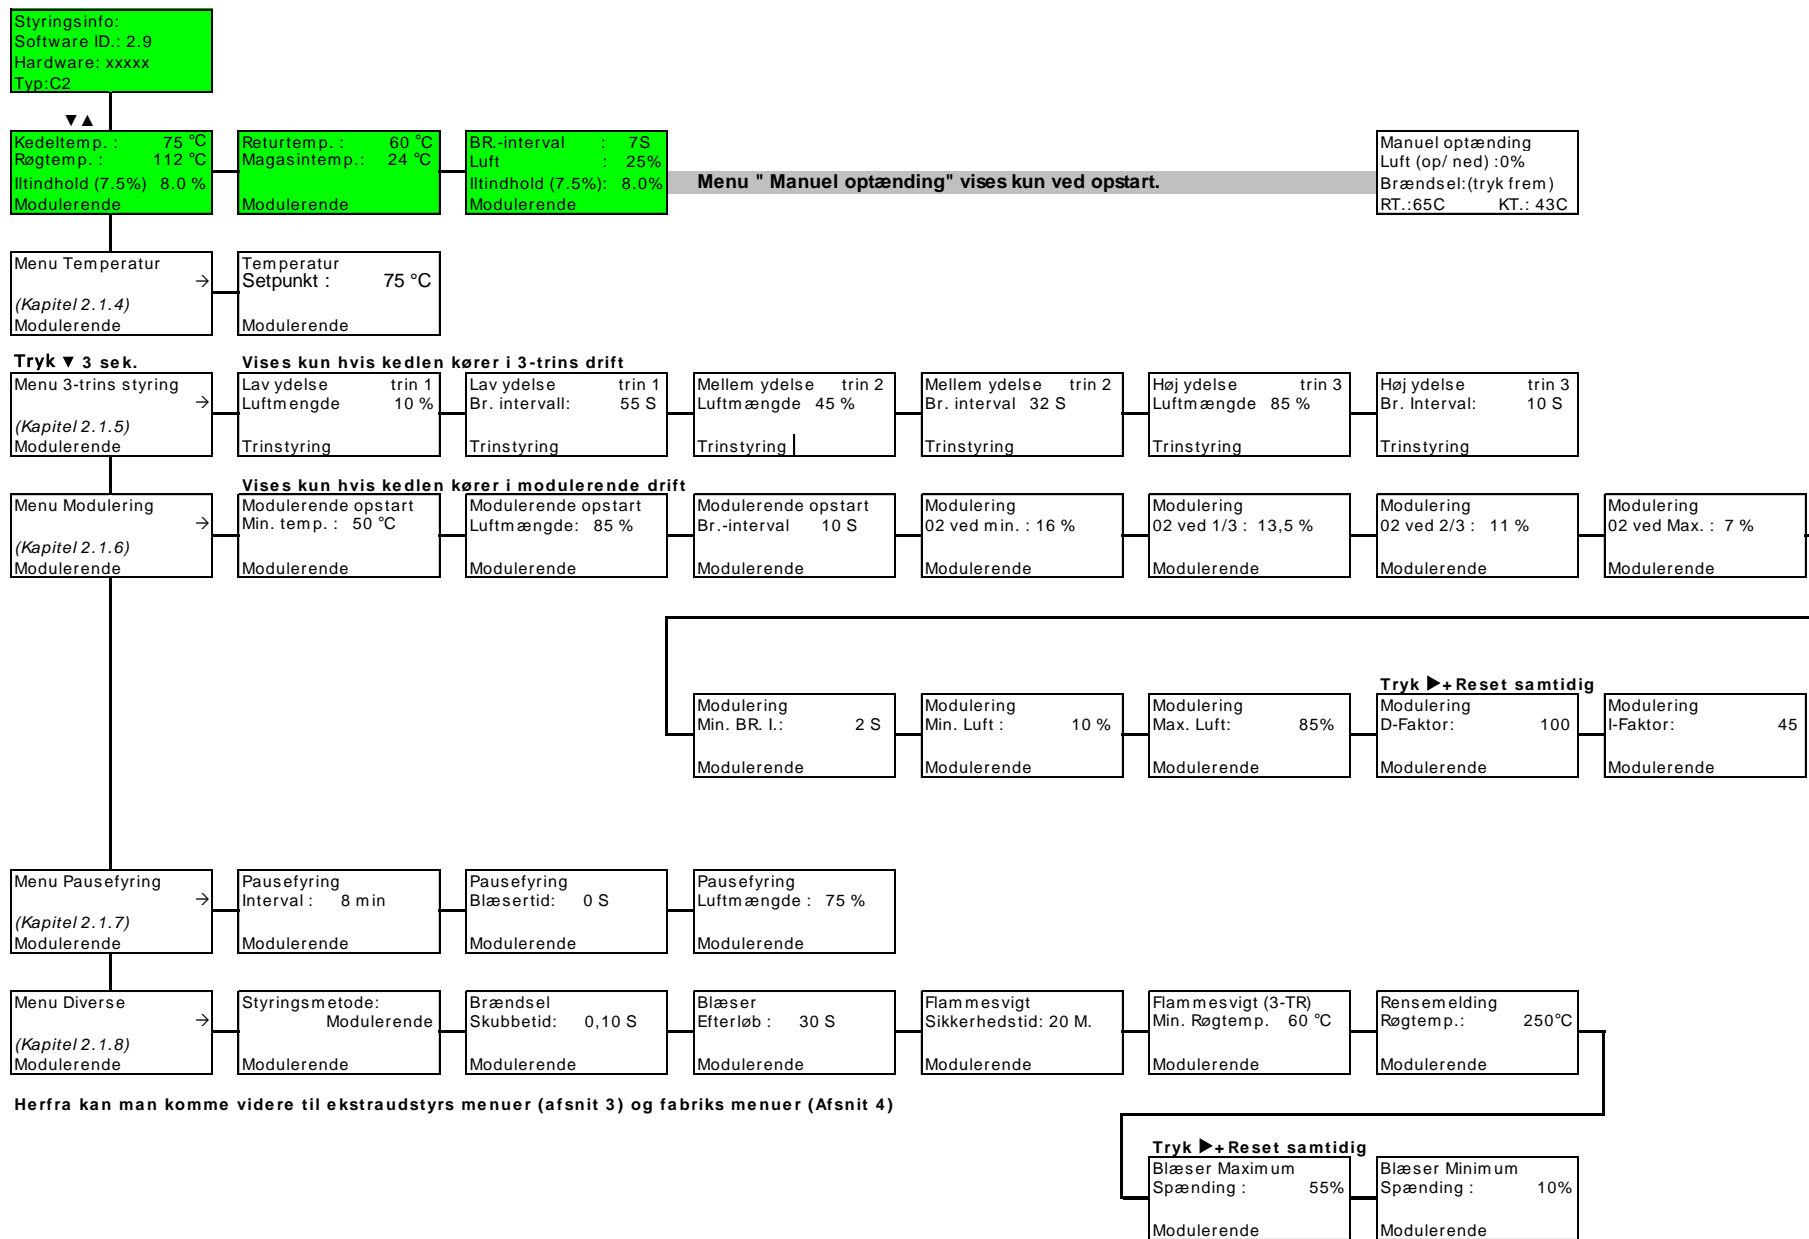 Styringsinfo:
Software ID.: 2.9
Hardware: xxxxx
Typ:C2
▼▲
Kedeltemp. : 75 °C
Røgtemp. : 112 °C
Iltindhold (7.5%) 8.0 %
Modulerende
Returtemp. : 60 °C
Magasintemp.: 24 °C
Modulerende
BR.-interval : 7S
Luft : 25%
Iltindhold (7.5%): 8.0%
Modulerende
Menu " Manuel optænding" vises kun ved opstart.
Manuel optænding
Luft (op/ ned) :0%
Brændsel:(tryk frem)
RT.:65C KT.: 43C
Menu Temperatur
→
(Kapitel 2.1.4)
Modulerende
Temperatur
Setpunkt : 75 °C
Modulerende
Tryk ▼ 3 sek.
Vises kun hvis kedlen kører i 3-trins drift
Menu 3-trins styring
→
(Kapitel 2.1.5)
Modulerende
Lav ydelse trin 1
Luftmengde 10 %
Trinstyring
Lav ydelse trin 1
Br. intervall: 55 S
Trinstyring
Mellem ydelse trin 2
Luftmængde 45 %
Trinstyring
Mellem ydelse trin 2
Br. interval 32 S
Trinstyring
Høj ydelse trin 3
Luftmængde 85 %
Trinstyring
Høj ydelse trin 3
Br. Interval: 10 S
Trinstyring
Vises kun hvis kedlen kører i modulerende drift
Menu Modulering
→
(Kapitel 2.1.6)
Modulerende
Modulerende opstart
Min. temp. : 50 °C
Modulerende
Modulerende opstart
Luftmængde: 85 %
Modulerende
Modulerende opstart
Br.-interval 10 S
Modulerende
Modulering
02 ved min. : 16 %
Modulerende
Modulering
02 ved 1/3 : 13,5 %
Modulerende
Modulering
02 ved 2/3 : 11 %
Modulerende
Modulering
02 ved Max. : 7 %
Modulerende
Modulering
Min. BR. I.: 2 S
Modulerende
Modulering
Min. Luft : 10 %
Modulerende
Modulering
Max. Luft: 85%
Modulerende
Tryk ▶+Reset samtidig
Modulering
D-Faktor: 100
Modulerende
Modulering
I-Faktor: 45
Modulerende
Menu Pausefyring
→
(Kapitel 2.1.7)
Modulerende
Pausefyring
Interval : 8 min
Modulerende
Pausefyring
Blæsertid: 0 S
Modulerende
Pausefyring
Luftmængde : 75 %
Modulerende
Menu Diverse
→
(Kapitel 2.1.8)
Modulerende
Styringsmetode:
Modulerende
Modulerende
Brændsel
Skubbetid: 0,10 S
Modulerende
Blæser
Efterløb : 30 S
Modulerende
Flammesvigt
Sikkerhedstid: 20 M.
Modulerende
Flammesvigt (3-TR)
Min. Røgtemp. 60 °C
Modulerende
Rensemelding
Røgtemp.: 250°C
Modulerende
Herfra kan man komme videre til ekstraudstyrs menuer (afsnit 3) og fabriks menuer (Afsnit 4)
Tryk ▶+Reset samtidig
Blæser Maximum
Spænding : 55%
Modulerende
Blæser Minimum
Spænding : 10%
Modulerende